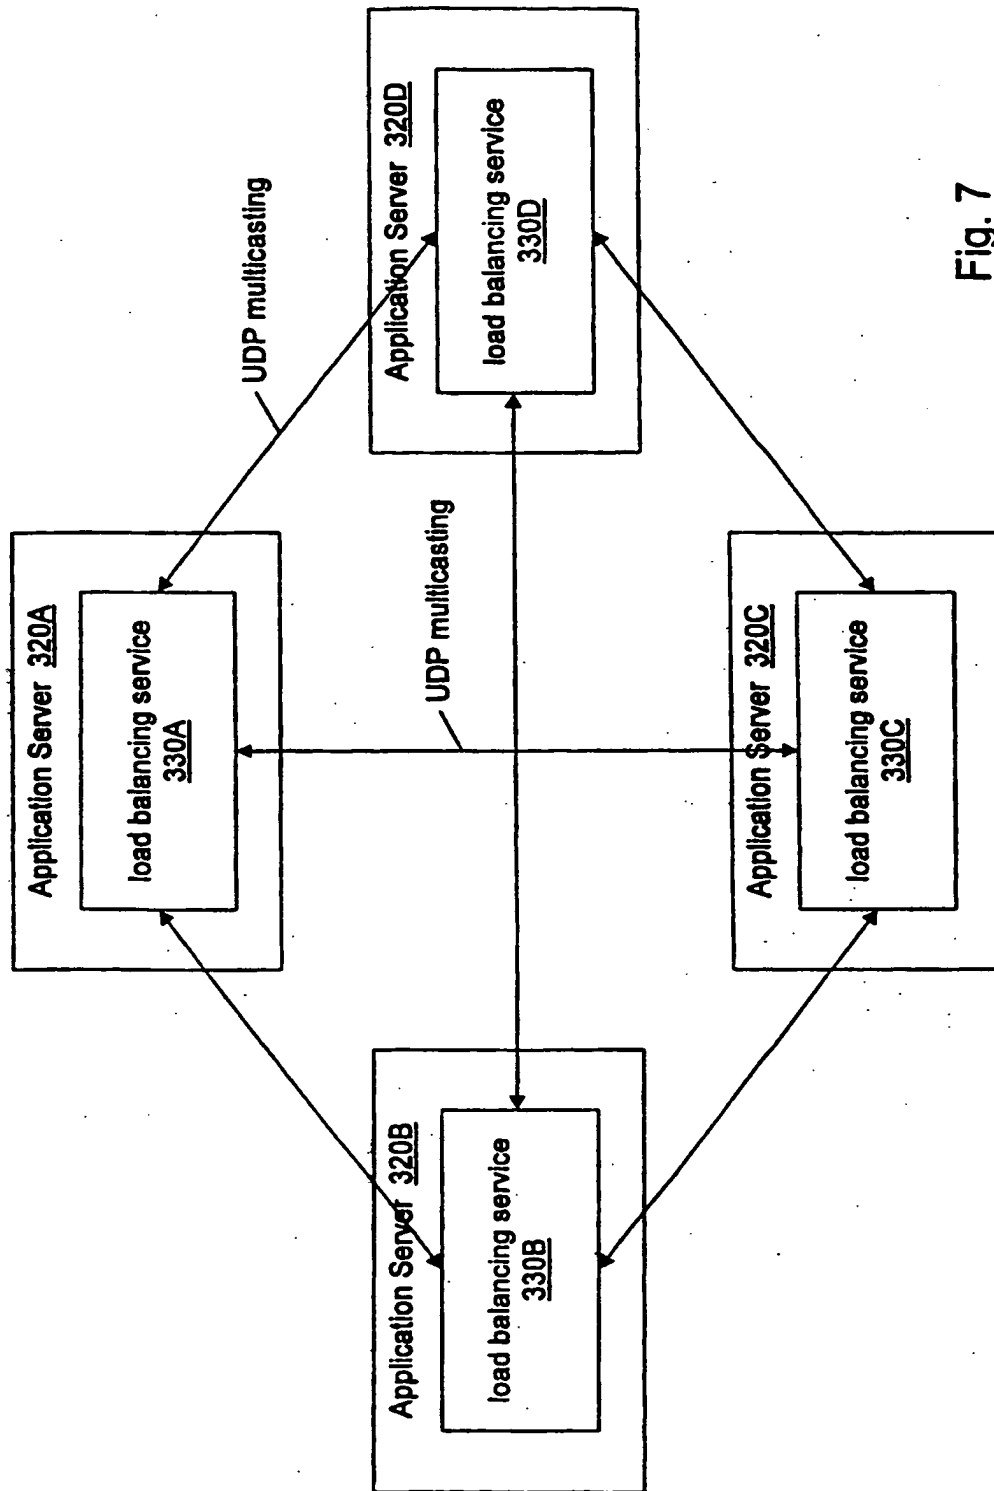 Application Server 320A
load balancing service
330A
UDP multicasting
Application Server 320B
load balancing service
330B
UDP multicasting
Application Server 320D
load balancing service
330D
Application Server 320C
load balancing service
330C
Fig. 7